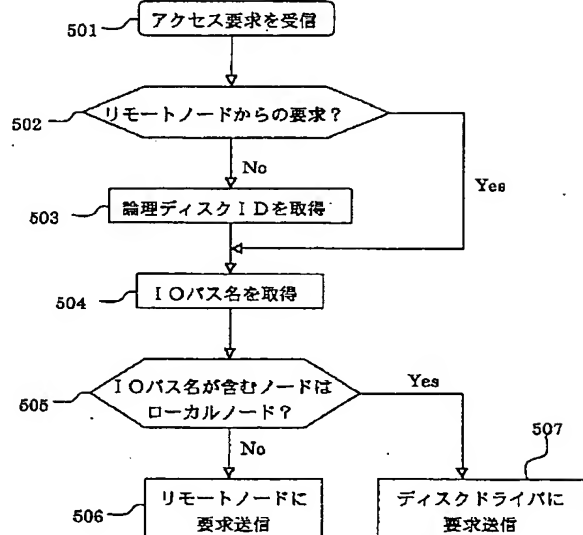 501
アクセス要求を受信
502
リモートノードからの要求?
No
Yes
503
論理ディスクIDを取得
504
IOパス名を取得
505
IOパス名が含むノードは
ローカルノード?
Yes
No
507
506
リモートノードに
要求送信
ディスクドライバに
要求送信